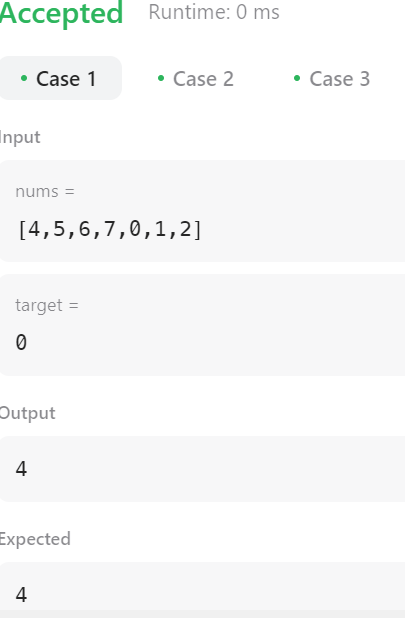 Accepted Runtime: 0 ms
• Case 1 • Case 2 • Case 3
Input
nums =
[4,5,6,7,0,1,2]
target =
0
Output
4
Expected
4